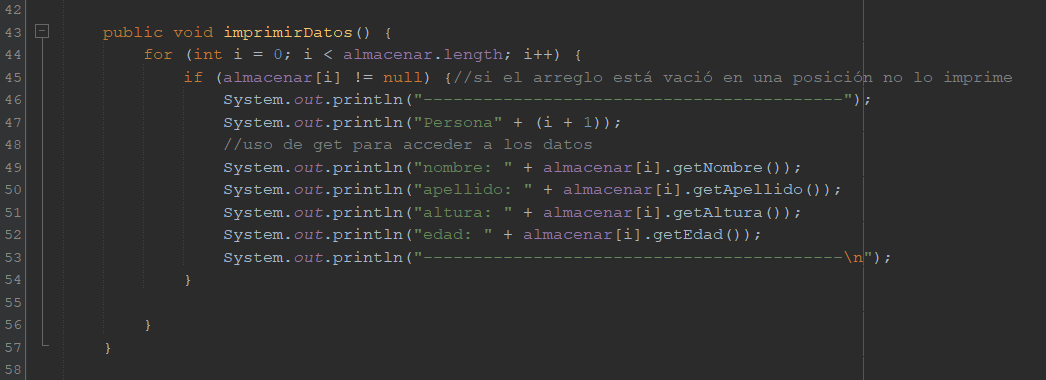 42
43 public void imprimirDatos() {
44 for (int i = 0; i < almacenar.length; i++) {
45 if (almacenar[i] != null) {//si el arreglo está vació en una posición no lo imprime
46 System.out.println("------------------------------------------");
47 System.out.println("Persona" + (i + 1));
48 //uso de get para acceder a los datos
49 System.out.println("nombre: " + almacenar[i].getNombre());
50 System.out.println("apellido: " + almacenar[i].getApellido());
51 System.out.println("altura: " + almacenar[i].getAltura());
52 System.out.println("edad: " + almacenar[i].getEdad());
53 System.out.println("------------------------------------------\n");
54 }
55
56 }
57 }
58